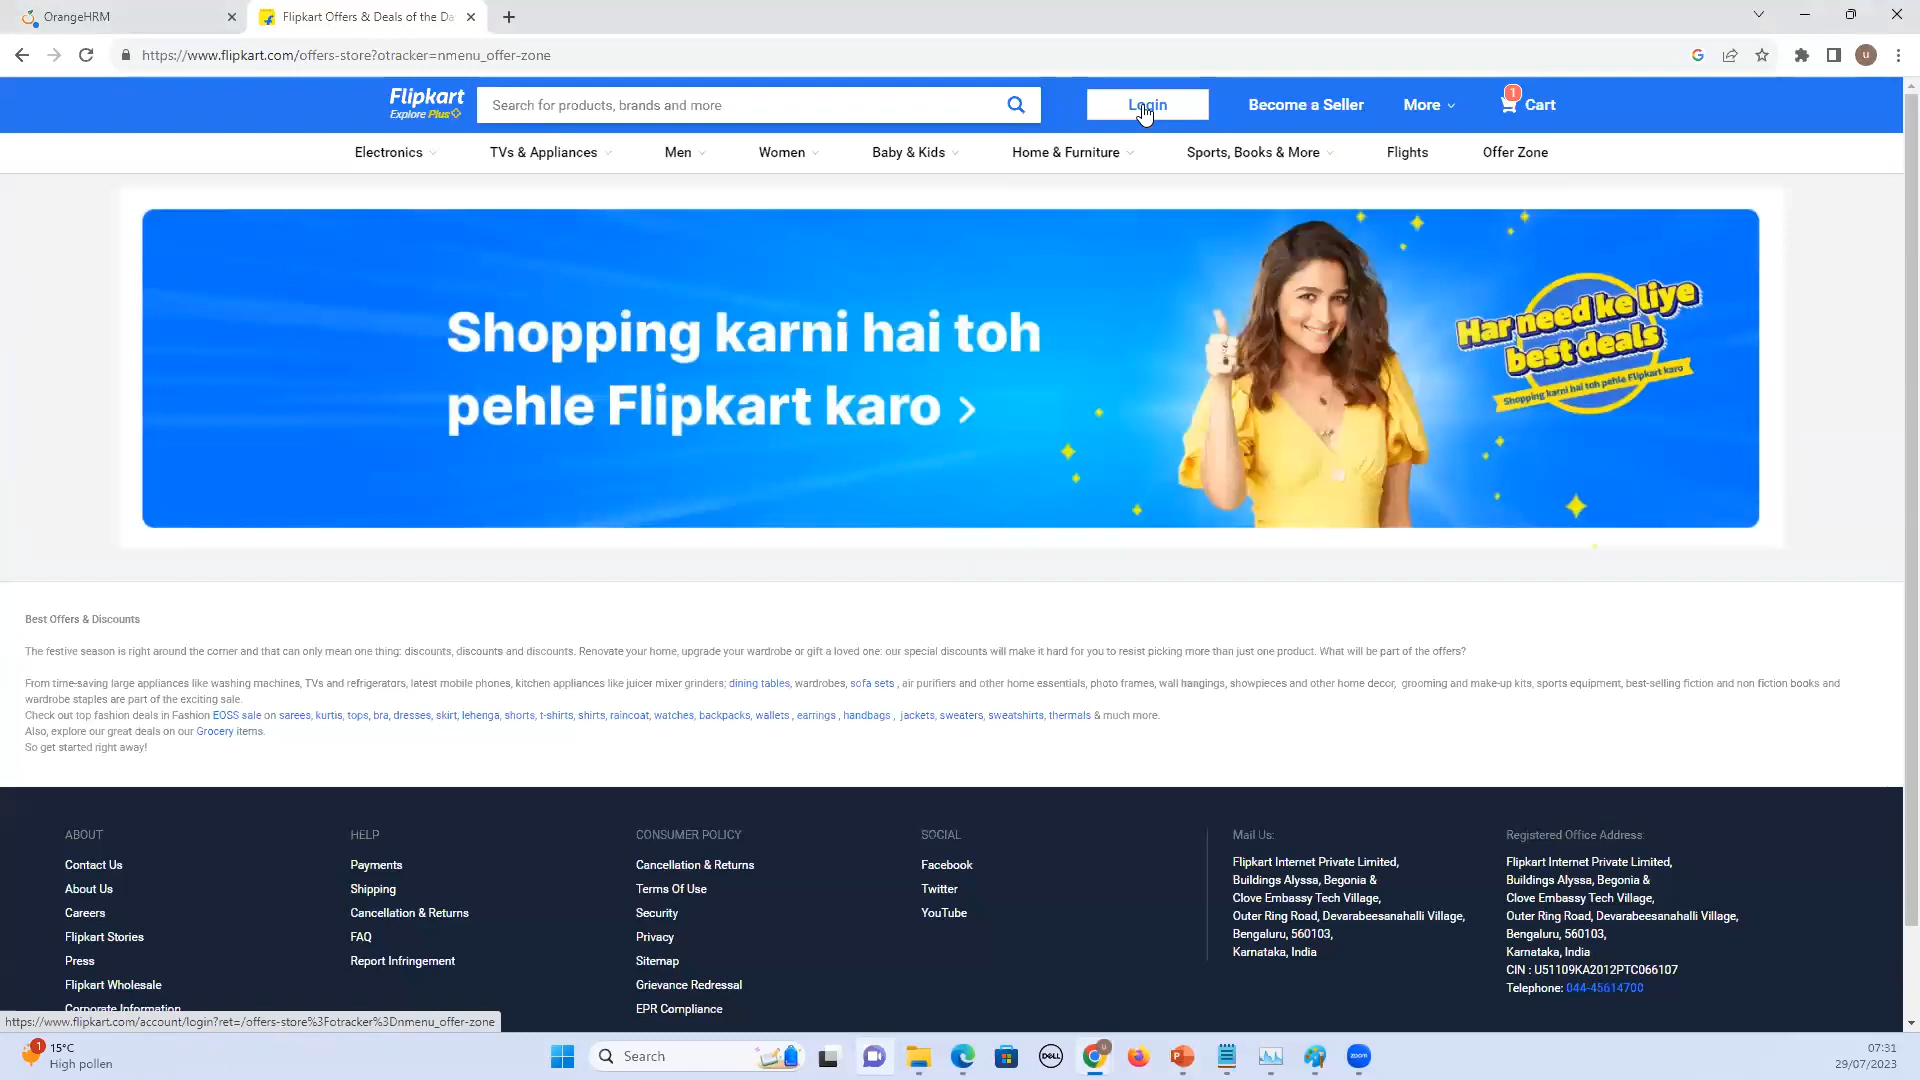 OrangeHRM
Flipkart Offers & Deals of the Da
https://www.flipkart.com/offers-store?otracker=nmenu_offer-zone
u
Flipkart
Explore Plus
Search for products, brands and more
Login
Become a Seller
More
1
Cart
Electronics
TVs & Appliances
Men
Women
Baby & Kids
Home & Furniture
Sports, Books & More
Flights
Offer Zone
Shopping karni hai toh
pehle Flipkart karo >
Har need ke liye
best deals
Shopping karni hai toh pehle Flipkart karo
Best Offers & Discounts
The festive season is right around the corner and that can only mean one thing: discounts, discounts and discounts. Renovate your home, upgrade your wardrobe or gift a loved one: our special discounts will make it hard for you to resist picking more than just one product. What will be part of the offers?
From time-saving large appliances like washing machines, TVs and refrigerators, latest mobile phones, kitchen appliances like juicer mixer grinders; dining tables, wardrobes, sofa sets , air purifiers and other home essentials, photo frames, wall hangings, showpieces and other home decor, grooming and make-up kits, sports equipment, best-selling fiction and non fiction books and
wardrobe staples are part of the exciting sale.
Check out top fashion deals in Fashion EOSS sale on sarees, kurtis, tops, bra, dresses, skirt, lehenga, shorts, t-shirts, shirts, raincoat, watches, backpacks, wallets , earrings , handbags , jackets, sweaters, sweatshirts, thermals & much more.
Also, explore our great deals on our Grocery items.
So get started right away!
ABOUT
Contact Us
About Us
Careers
Flipkart Stories
Press
Flipkart Wholesale
Corporate Information
HELP
Payments
Shipping
Cancellation & Returns
FAQ
Report Infringement
CONSUMER POLICY
Cancellation & Returns
Terms Of Use
Security
Privacy
Sitemap
Grievance Redressal
EPR Compliance
SOCIAL
Facebook
Twitter
YouTube
Mail Us:
Flipkart Internet Private Limited,
Buildings Alyssa, Begonia &
Clove Embassy Tech Village,
Outer Ring Road, Devarabeesanahalli Village,
Bengaluru, 560103,
Karnataka, India
Registered Office Address:
Flipkart Internet Private Limited,
Buildings Alyssa, Begonia &
Clove Embassy Tech Village,
Outer Ring Road, Devarabeesanahalli Village,
Bengaluru, 560103,
Karnataka, India
CIN : U51109KA2012PTC066107
Telephone: 044-45614700
https://www.flipkart.com/account/login?ret=/offers-store%3Fotracker%3Dnmenu_offer-zone
1
15°C
High pollen
Search
DELL
zoom
07:31
29/07/2023